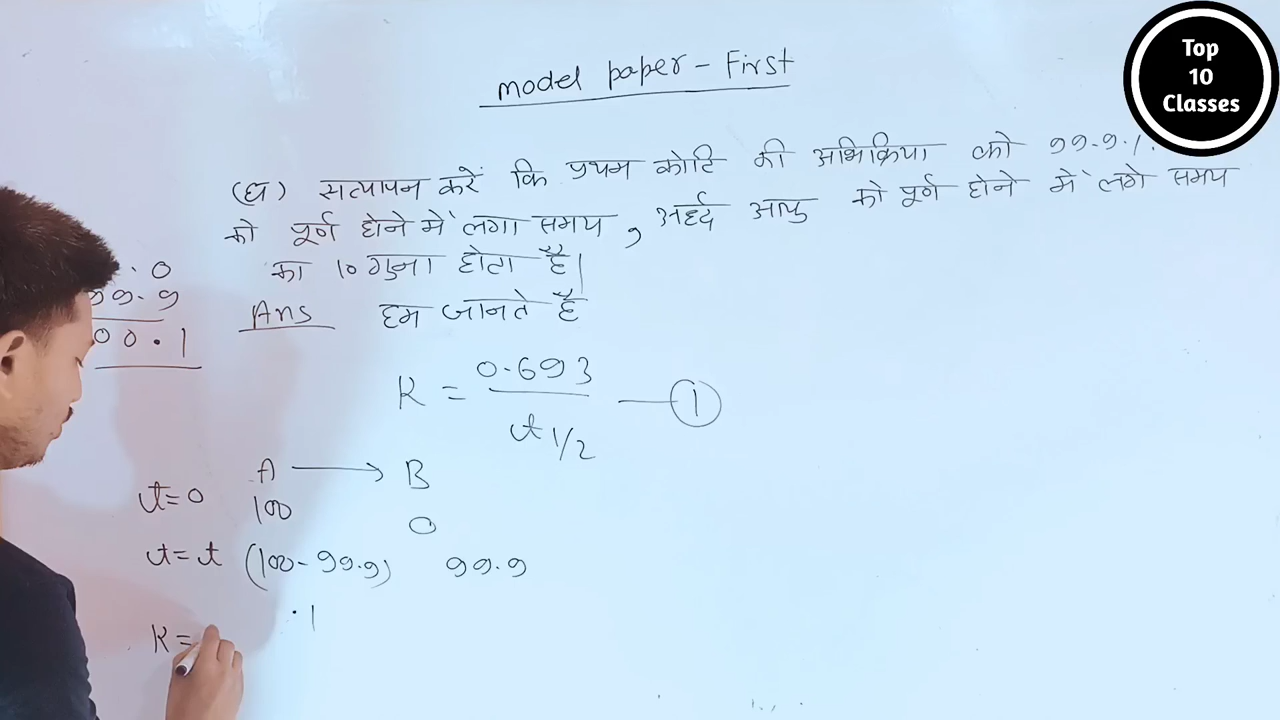 Top
10
Classes
model paper - First
(घ) सत्यापन करें कि प्रथम कोटि की अभिक्रिया को 99.9%.
को पूर्ण होने में लगा समय, अर्ध्द आयु को पूर्ण होने में लगे समय
का 10 गुना होता है।
Ans हम जानते है
.0
99.9
00.1
K = 0.693 / t 1/2 — 1
A ⟶ B
t=0 100 0
t=t (100-99.9) 99.9
.1
K =